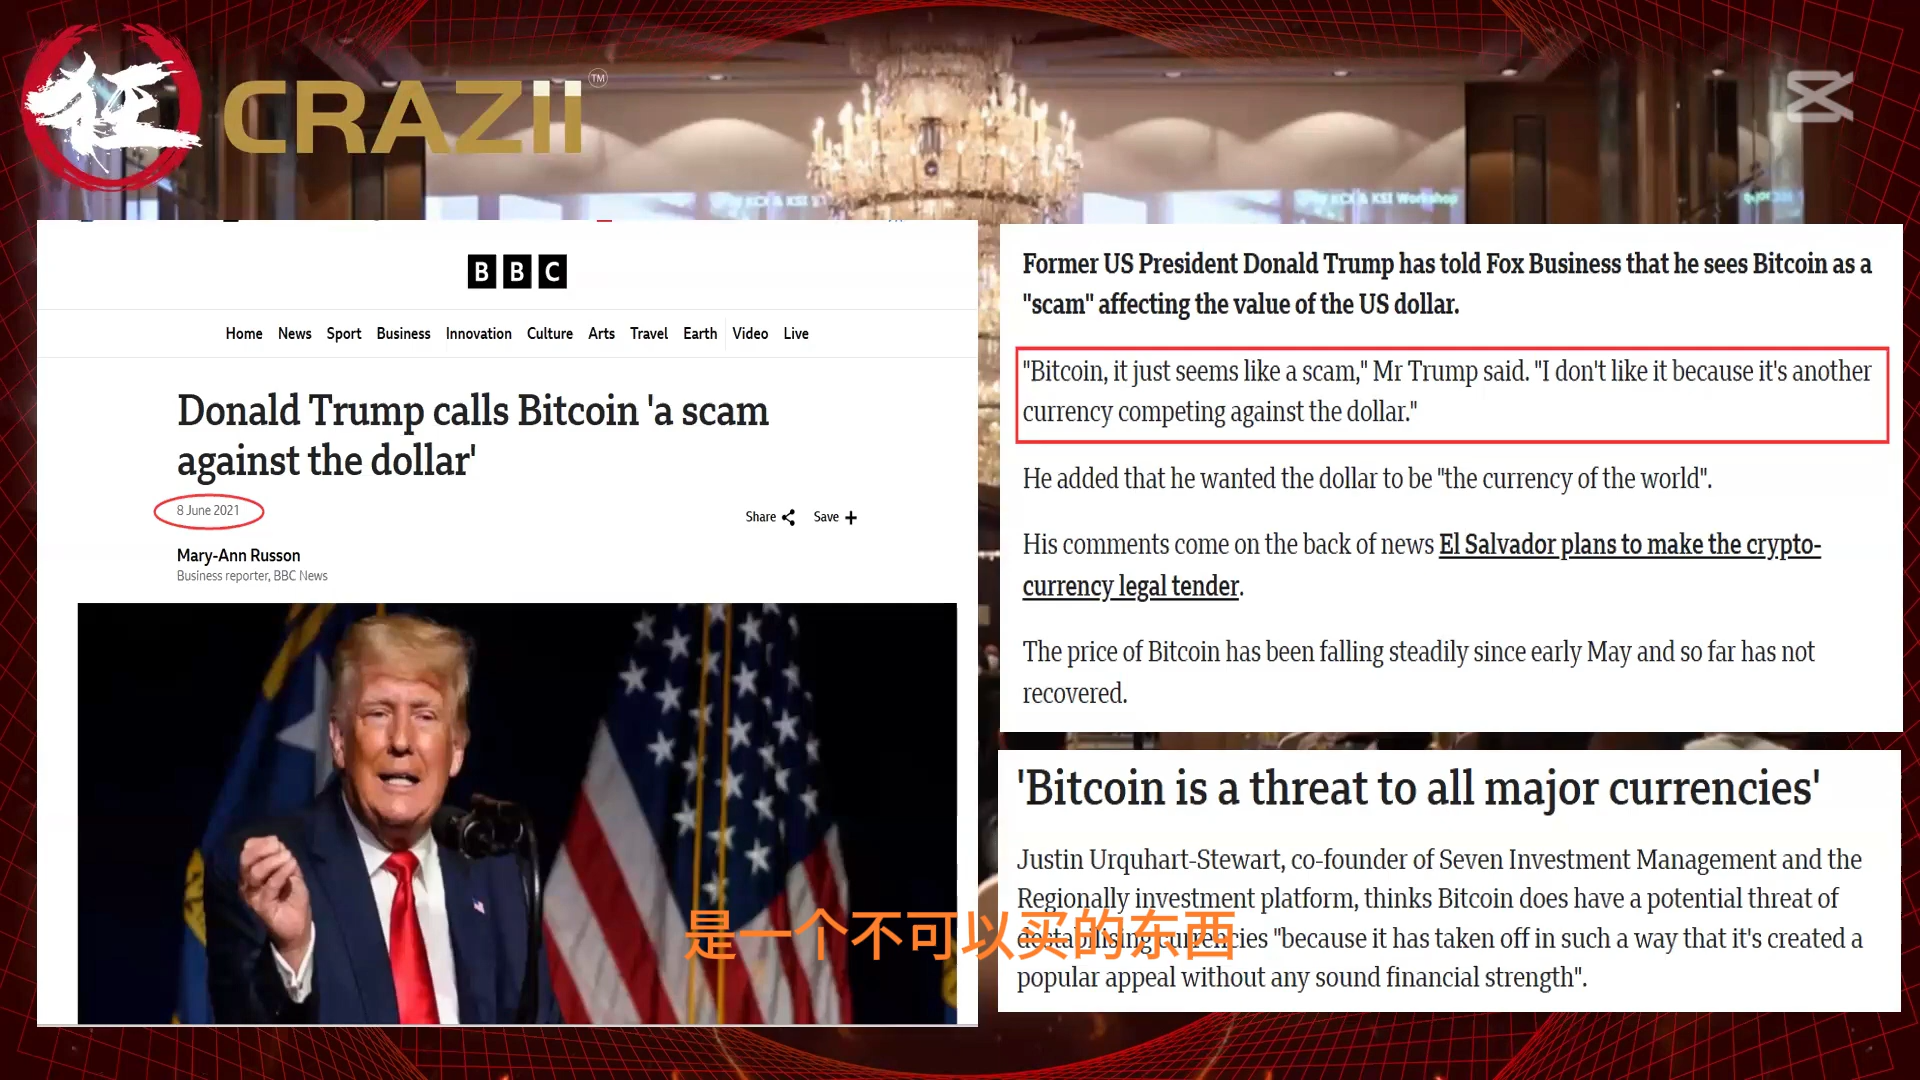 狂
CRAZII
TM
KCX & KSI Workshop
BBC
Home News Sport Business Innovation Culture Arts Travel Earth Video Live
Donald Trump calls Bitcoin 'a scam
against the dollar'
8 June 2021
Share Save
Mary-Ann Russon
Business reporter, BBC News
Former US President Donald Trump has told Fox Business that he sees Bitcoin as a
"scam" affecting the value of the US dollar.
"Bitcoin, it just seems like a scam," Mr Trump said. "I don't like it because it's another
currency competing against the dollar."
He added that he wanted the dollar to be "the currency of the world".
His comments come on the back of news El Salvador plans to make the crypto-
currency legal tender.
The price of Bitcoin has been falling steadily since early May and so far has not
recovered.
'Bitcoin is a threat to all major currencies'
Justin Urquhart-Stewart, co-founder of Seven Investment Management and the
Regionally investment platform, thinks Bitcoin does have a potential threat of
destabilising currencies "because it has taken off in such a way that it's created a
popular appeal without any sound financial strength".
是一个不可以买的东西